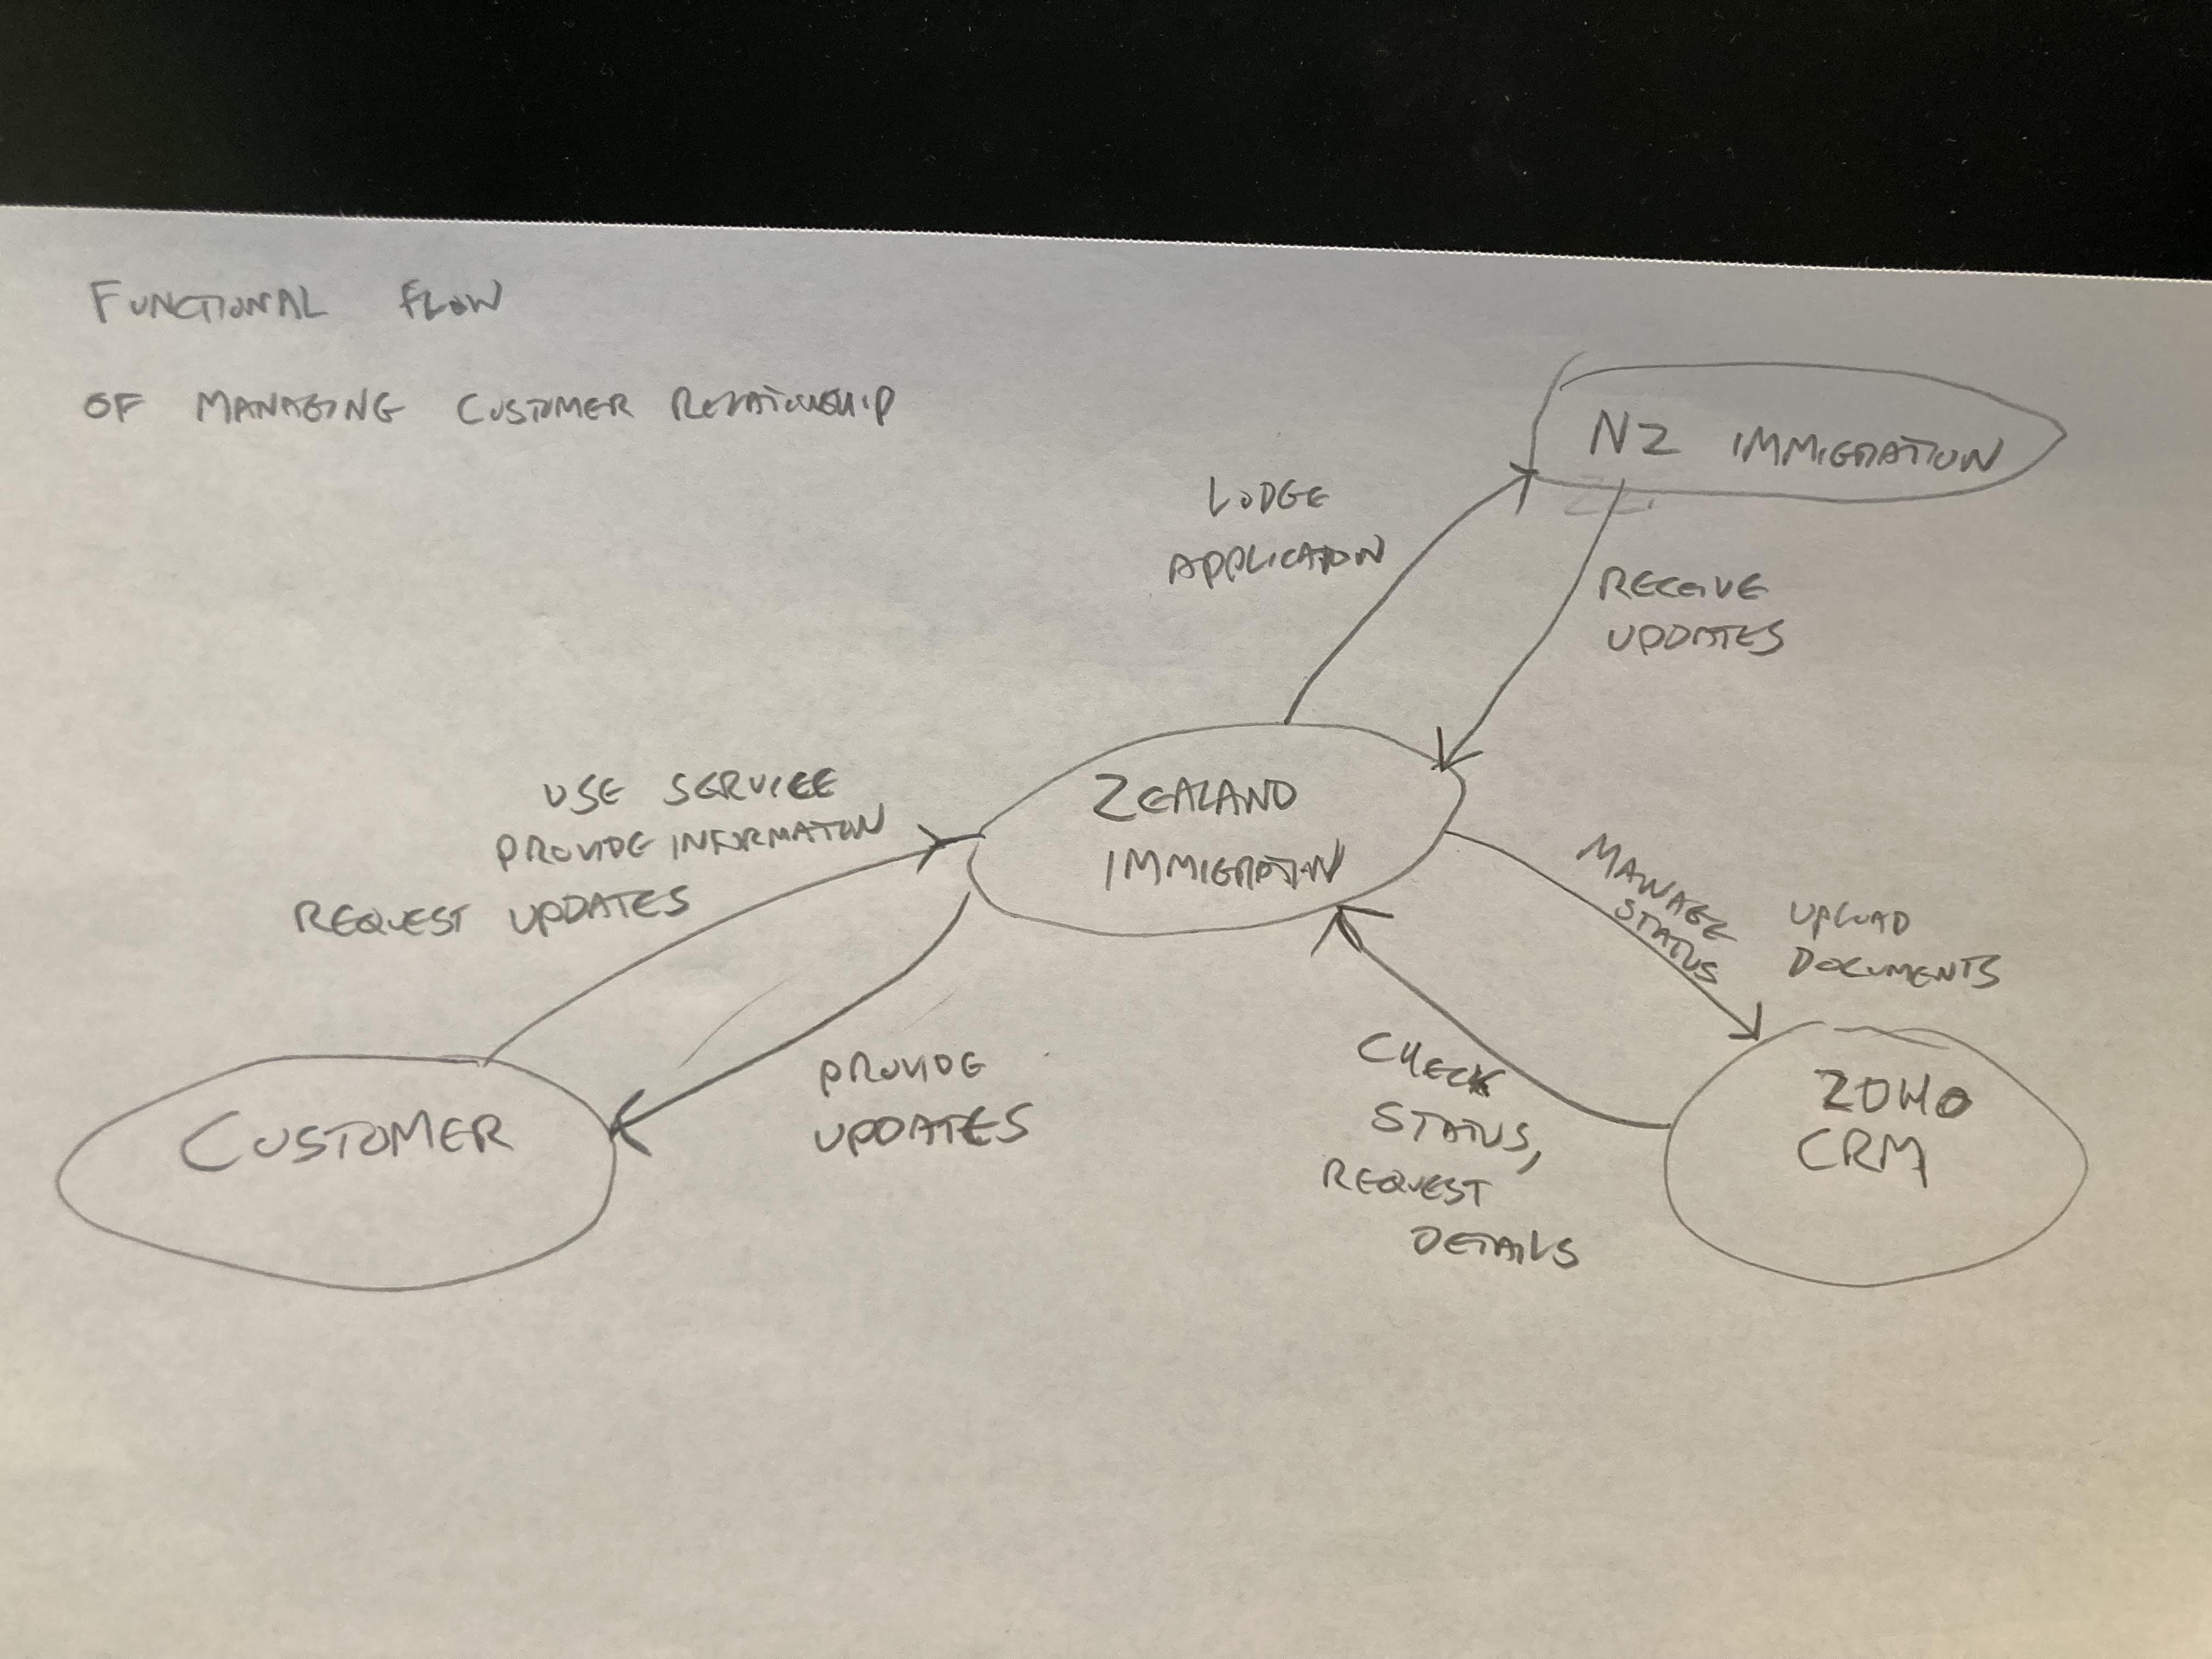 FUNCTIONAL FLOW
OF MANAGING CUSTOMER RELATIONSHIP
NZ IMMIGRATION
LODGE
APPLICATION
RECEIVE
UPDATES
ZEALAND
IMMIGRATION
USE SERVICE
PROVIDE INFORMATION
REQUEST UPDATES
MANAGE
STATUS
UPLOAD
DOCUMENTS
CUSTOMER
PROVIDE
UPDATES
CHECK
STATUS,
REQUEST
DETAILS
ZOHO
CRM